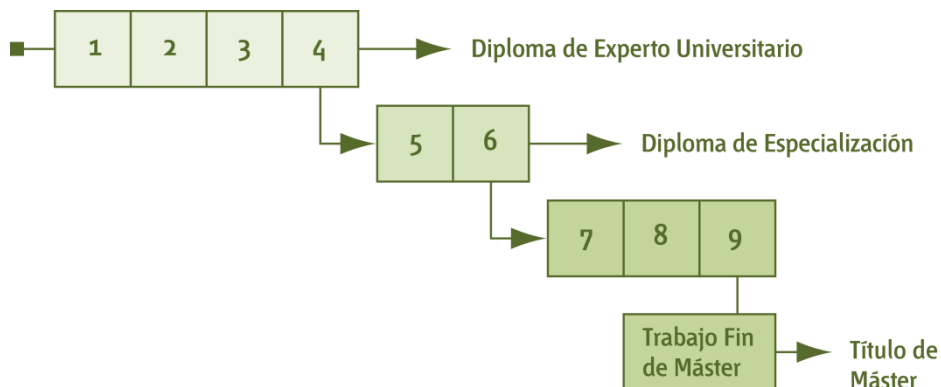 1 2 3 4 Diploma de Experto Universitario
5 6 Diploma de Especialización
7 8 9
Trabajo Fin
de Máster
Título de
Máster